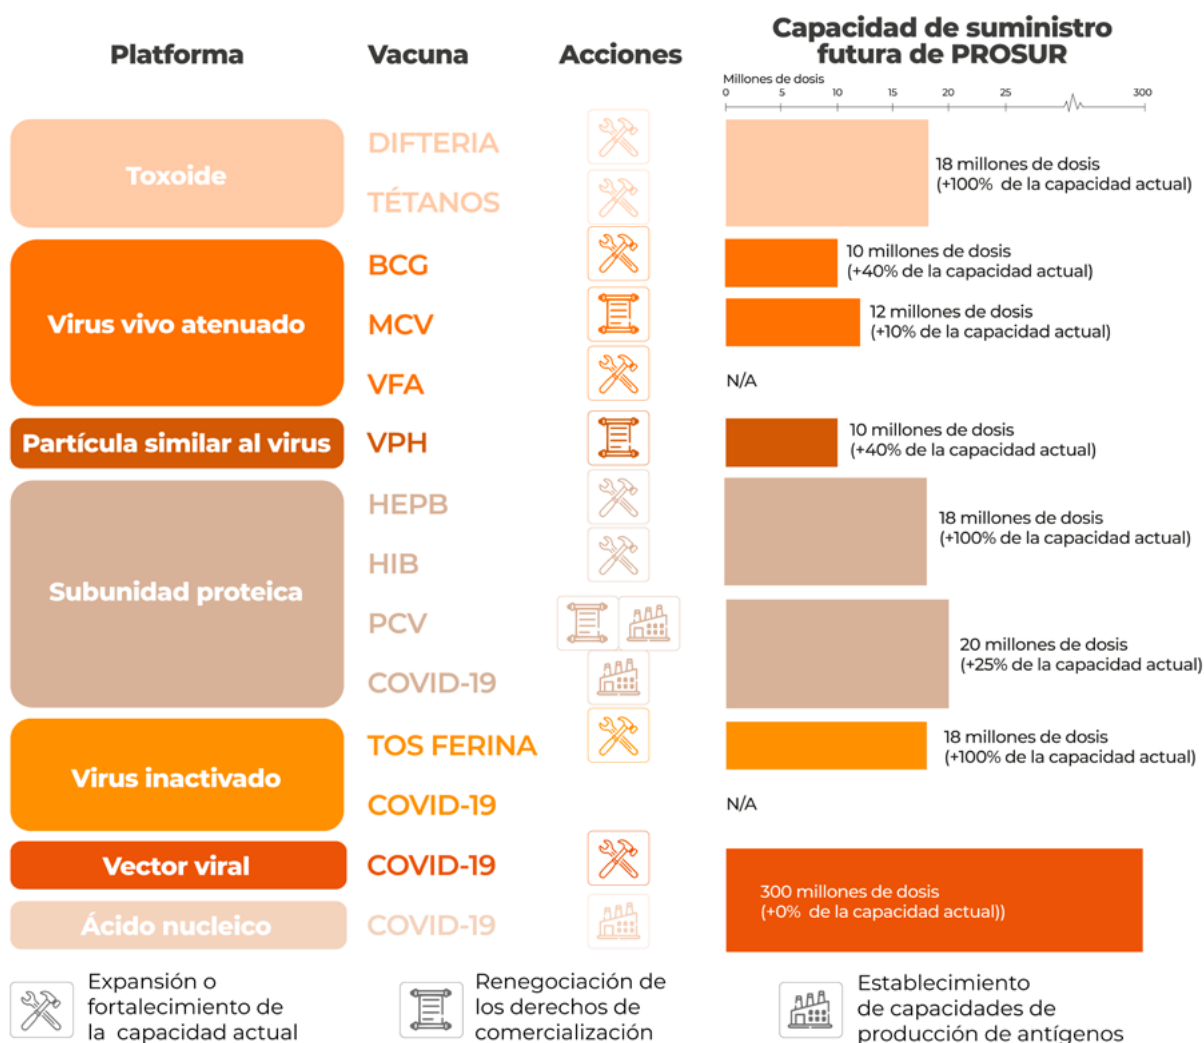 Platforma
Vacuna
Acciones
Capacidad de suministro
futura de PROSUR
Millones de dosis
0 5 10 15 20 25 300
Toxoide
DIFTERIA
TÉTANOS
18 millones de dosis
(+100% de la capacidad actual)
Virus vivo atenuado
BCG
10 millones de dosis
(+40% de la capacidad actual)
MCV
12 millones de dosis
(+10% de la capacidad actual)
VFA
N/A
Partícula similar al virus
VPH
10 millones de dosis
(+40% de la capacidad actual)
Subunidad proteica
HEPB
HIB
18 millones de dosis
(+100% de la capacidad actual)
PCV
COVID-19
20 millones de dosis
(+25% de la capacidad actual)
Virus inactivado
TOS FERINA
18 millones de dosis
(+100% de la capacidad actual)
COVID-19
N/A
Vector viral
COVID-19
Ácido nucleico
COVID-19
300 millones de dosis
(+0% de la capacidad actual))
Expansión o
fortalecimiento de
la capacidad actual
Renegociación de
los derechos de
comercialización
Establecimiento
de capacidades de
producción de antígenos